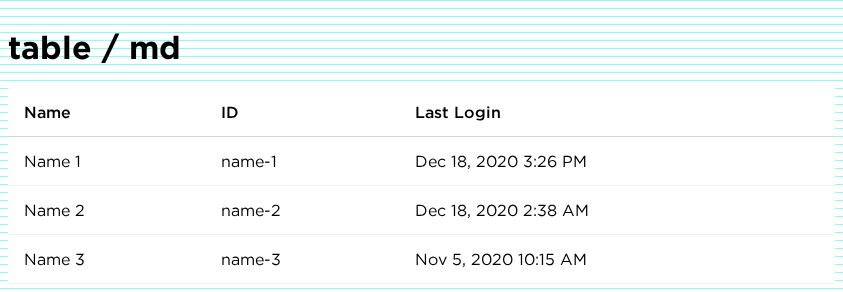 table / md
Name ID Last Login
Name 1 name-1 Dec 18, 2020 3:26 PM
Name 2 name-2 Dec 18, 2020 2:38 AM
Name 3 name-3 Nov 5, 2020 10:15 AM